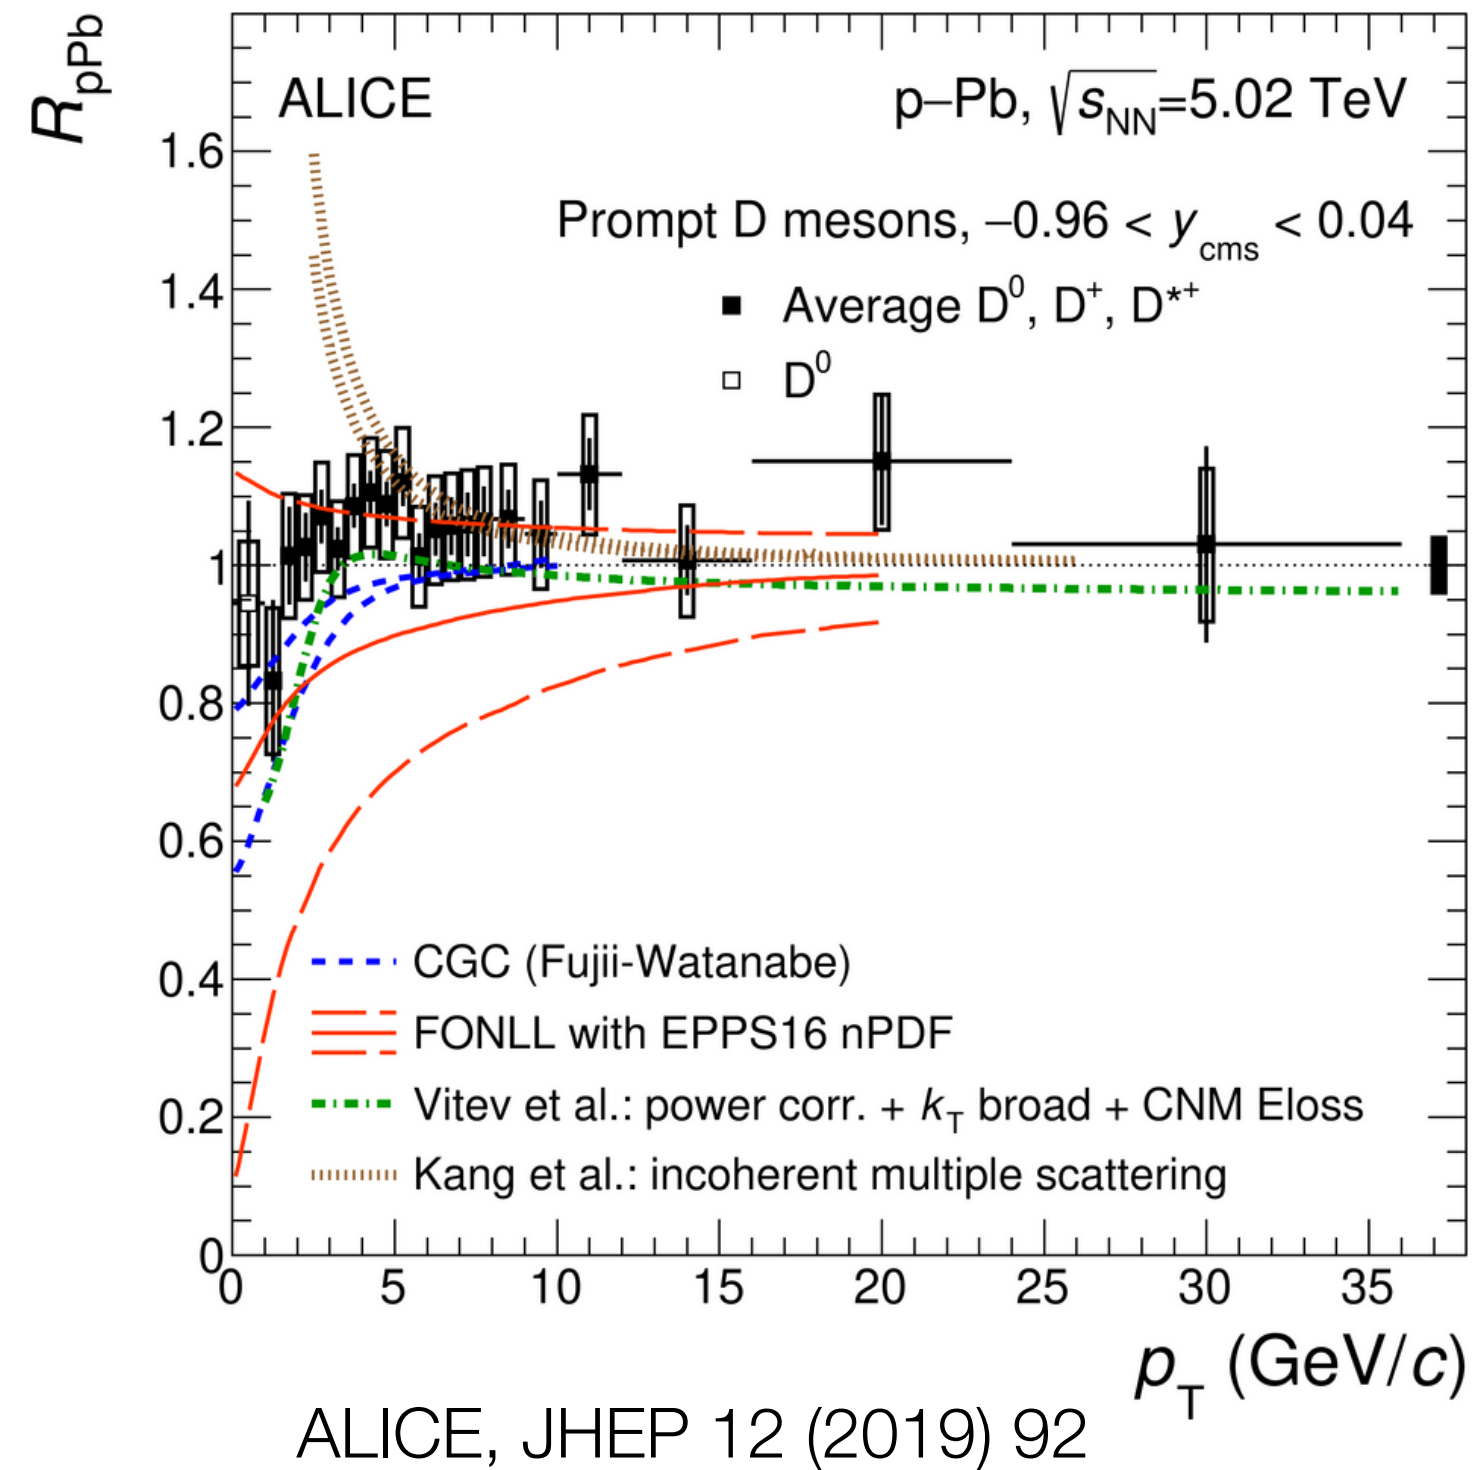 R_pPb
ALICE
p–Pb, √s_NN=5.02 TeV
Prompt D mesons, –0.96 < y_cms < 0.04
Average D⁰, D⁺, D*⁺
D⁰
1.6
1.4
1.2
1
0.8
0.6
0.4
0.2
0
CGC (Fujii-Watanabe)
FONLL with EPPS16 nPDF
Vitev et al.: power corr. + k_T broad + CNM Eloss
Kang et al.: incoherent multiple scattering
0 5 10 15 20 25 30 35
p_T (GeV/c)
ALICE, JHEP 12 (2019) 92